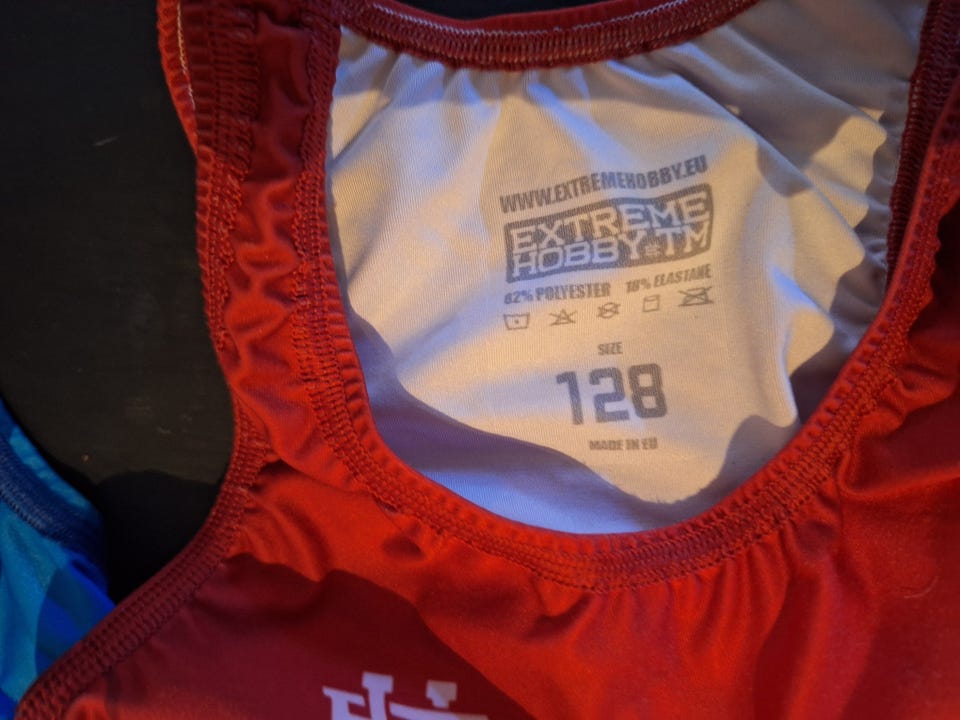 WWW.EXTREMEHOBBY.EU
EXTREME
HOBBY TM
82% POLYESTER 18% ELASTANE
SIZE
128
MADE IN EU